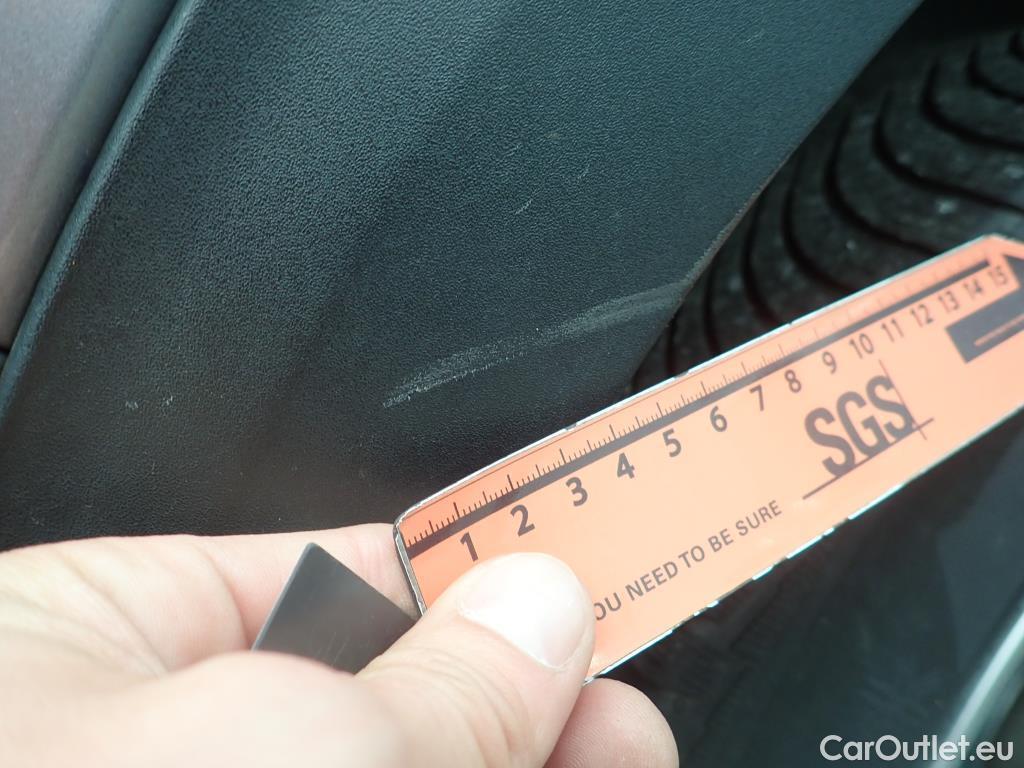 1 2 3 4 5 6 7 8 9 10 11 12 13 14 15
SGS
OU NEED TO BE SURE
CarOutlet.eu